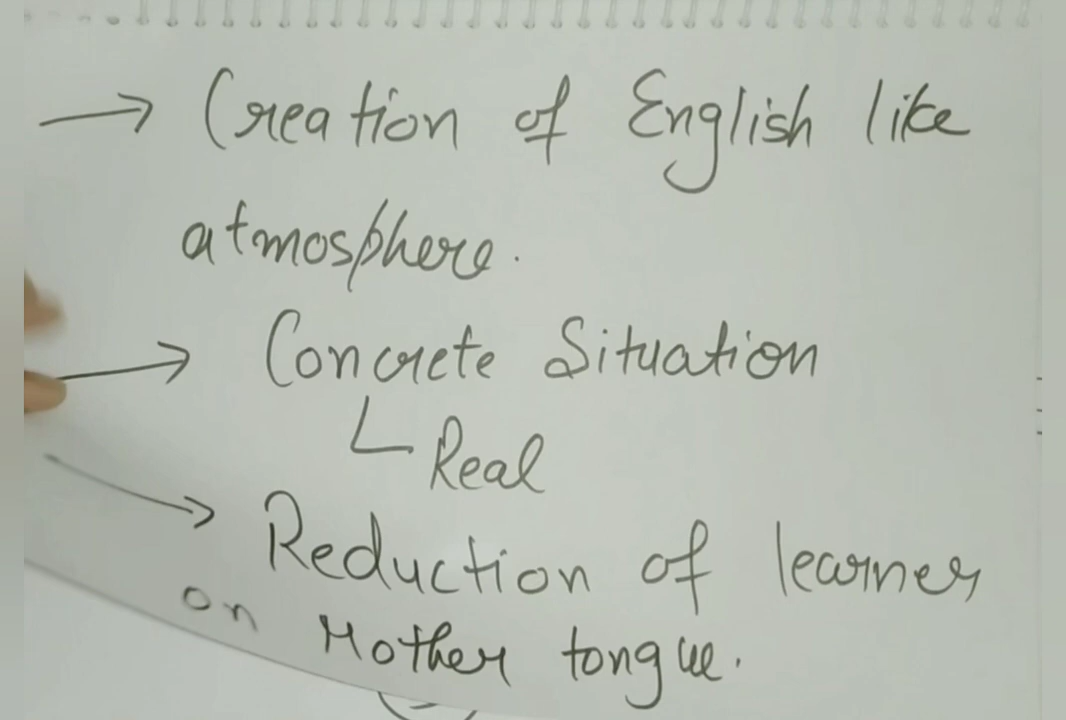 → Creation of English like
atmosphere.
→ Concrete Situation
Real
→ Reduction of learner
on Mother tongue.